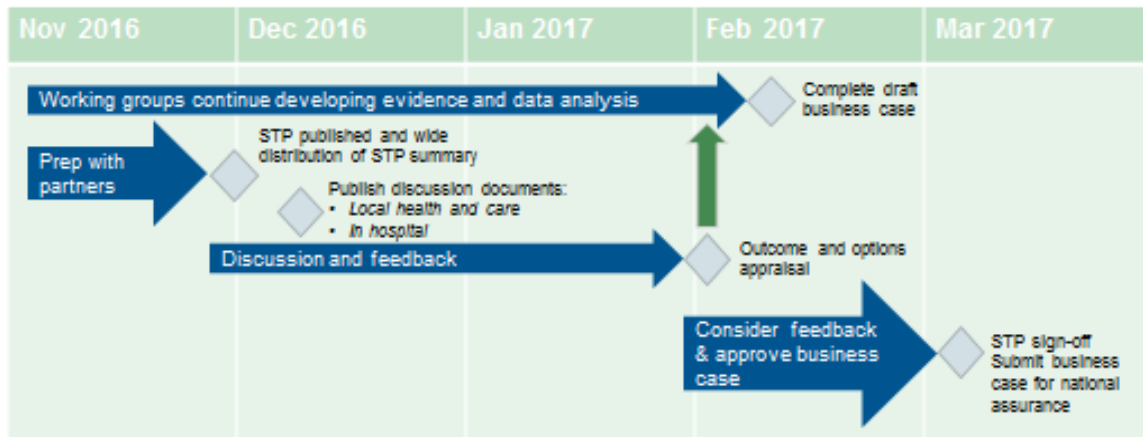 Nov 2016
Dec 2016
Jan 2017
Feb 2017
Mar 2017
Working groups continue developing evidence and data analysis
Complete draft
business case
Prep with
partners
STP published and wide
distribution of STP summary
Publish discussion documents:
• Local health and care
• In hospital
Discussion and feedback
Outcome and options
appraisal
Consider feedback
& approve business
case
STP sign-off
Submit business
case for national
assurance